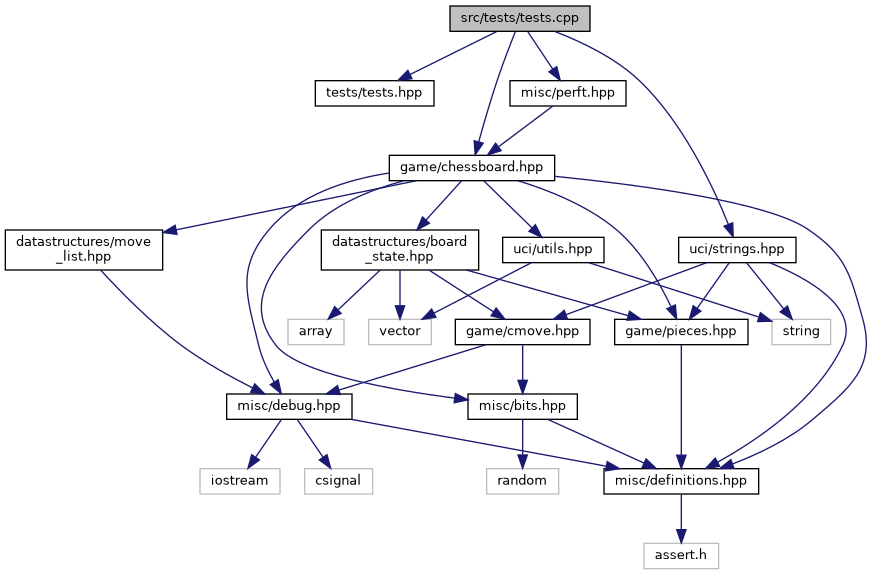 src/tests/tests.cpp
tests/tests.hpp
misc/perft.hpp
game/chessboard.hpp
datastructures/move
_list.hpp
datastructures/board
_state.hpp
uci/utils.hpp
uci/strings.hpp
array
vector
game/cmove.hpp
game/pieces.hpp
string
misc/debug.hpp
misc/bits.hpp
iostream
csignal
random
misc/definitions.hpp
assert.h